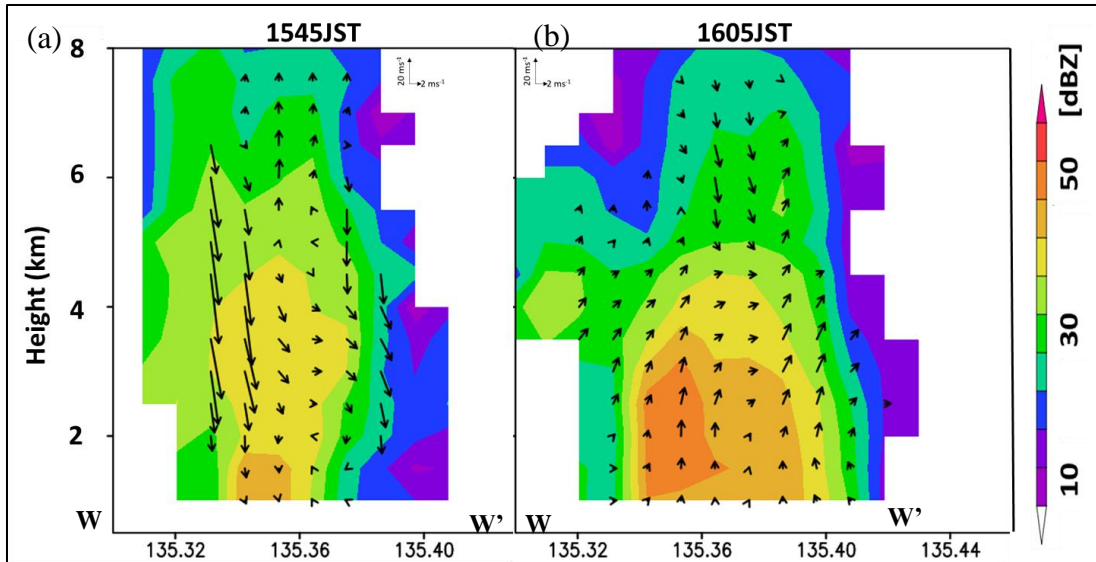 (a) 1545JST
(b) 1605JST
[dBZ]
8
6
4
2
Height (km)
20 ms⁻¹
2 ms⁻¹
20 ms⁻¹
2 ms⁻¹
50
30
10
W W’
W W’
135.32 135.36 135.40
135.32 135.36 135.40 135.44